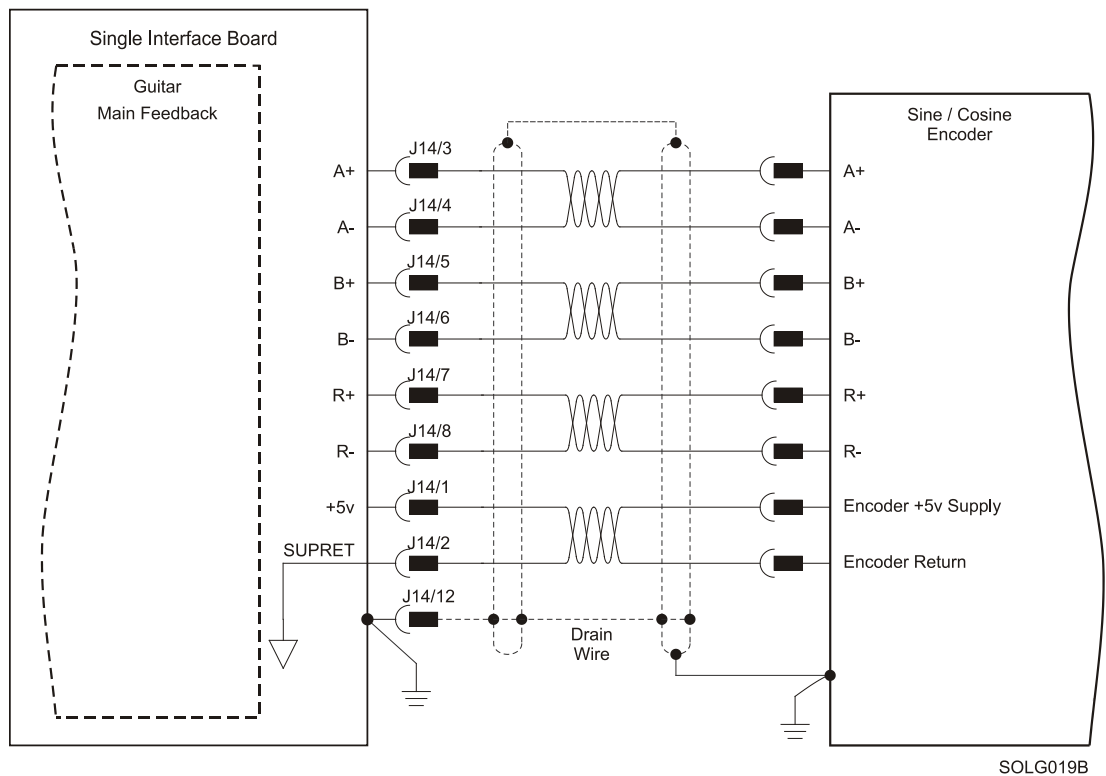 Single Interface Board
Guitar
Main Feedback
Sine / Cosine
Encoder
A+
J14/3
A+
A-
J14/4
A-
B+
J14/5
B+
B-
J14/6
B-
R+
J14/7
R+
R-
J14/8
R-
+5v
J14/1
Encoder +5v Supply
SUPRET
J14/2
Encoder Return
J14/12
Drain
Wire
SOLG019B